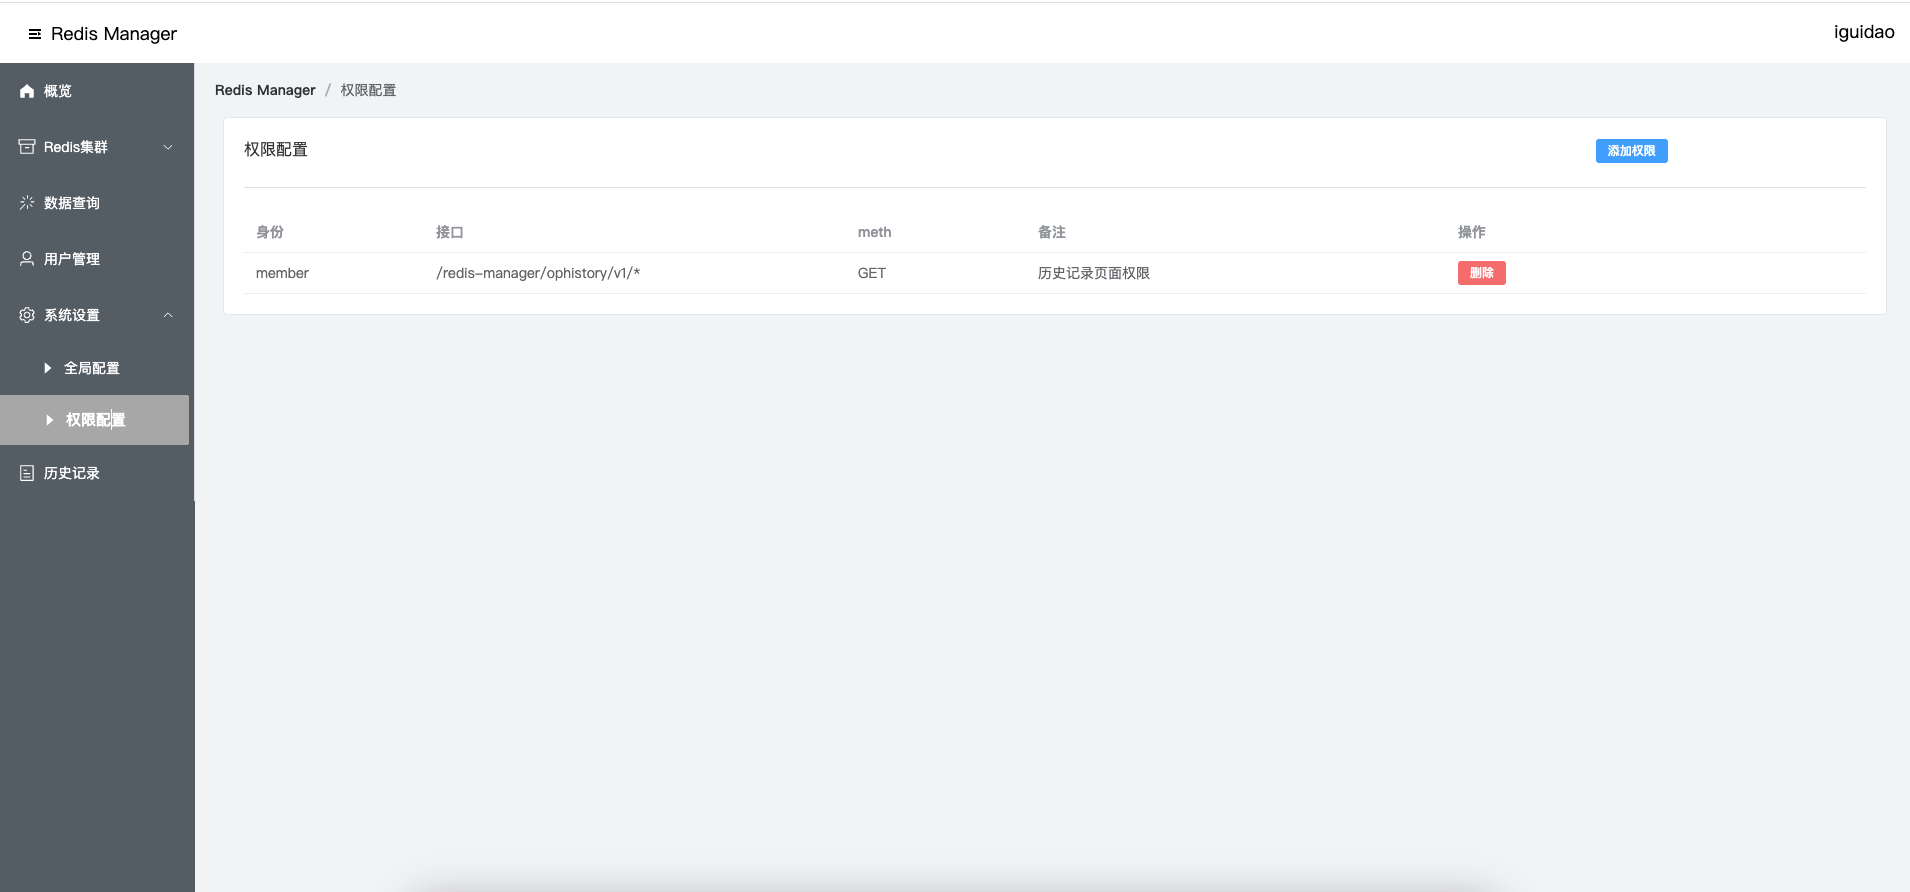 Redis Manager
iguidao
概览
Redis集群
数据查询
用户管理
系统设置
全局配置
权限配置
历史记录
Redis Manager / 权限配置
权限配置
添加权限
身份 接口 meth 备注 操作
member /redis-manager/ophistory/v1/* GET 历史记录页面权限 删除